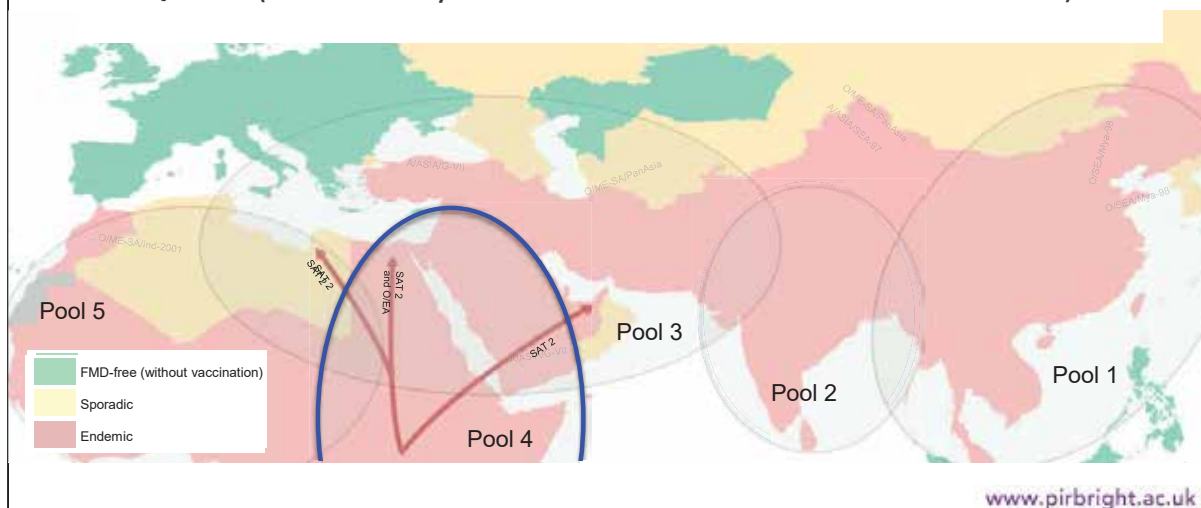 A/ASIA/G-VII
O/ME-SA/PanAsia
O/ME-SA/PanAsia
A/ASIA/SEA-97
O/SEA/Mya-98
O/SEA/Mya-98
O/ME-SA/Ind-2001
SAT 2
SAT 2
SAT 2
and O/EA
SAT 2
Pool 5
Pool 3
Pool 2
Pool 1
Pool 4
FMD-free (without vaccination)
Sporadic
Endemic
www.pirbright.ac.uk